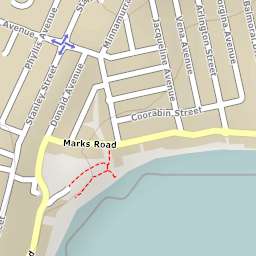 Avenue
Phyllis Avenue
Stanley Street
Donald Avenue
Minnamurra
Jacqueline Avenue
Vena Avenue
Arlington Street
Avenue
Balmoral
Coorabin Street
Marks Road